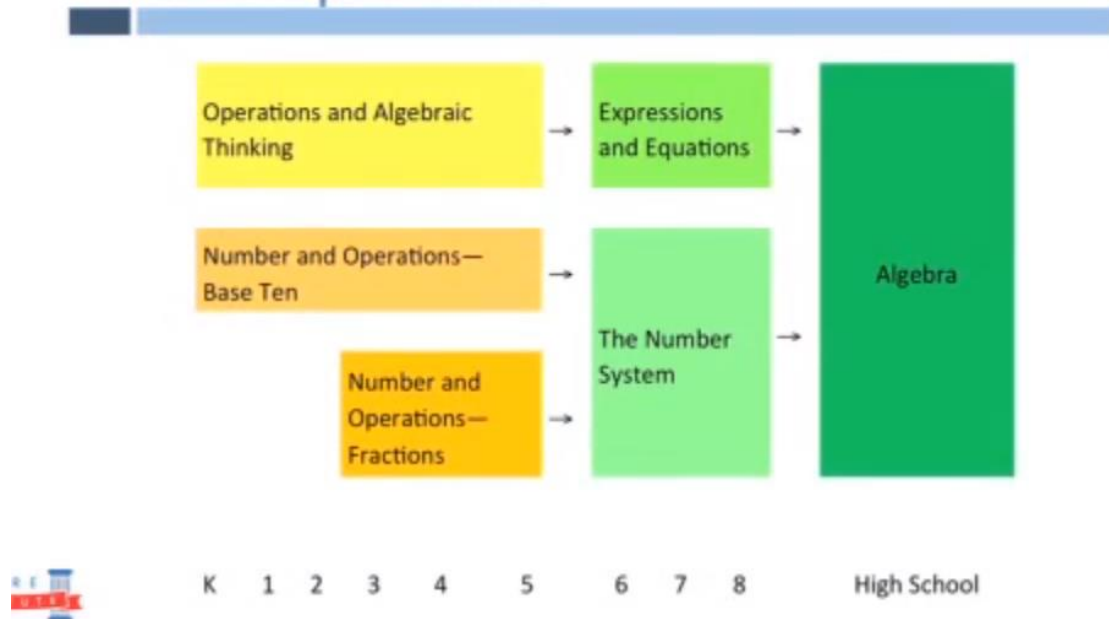 Operations and Algebraic
Thinking
→
Expressions
and Equations
→
Number and Operations—
Base Ten
→
The Number
System
→
Algebra
Number and
Operations—
Fractions
→
K 1 2 3 4 5 6 7 8 High School
R E